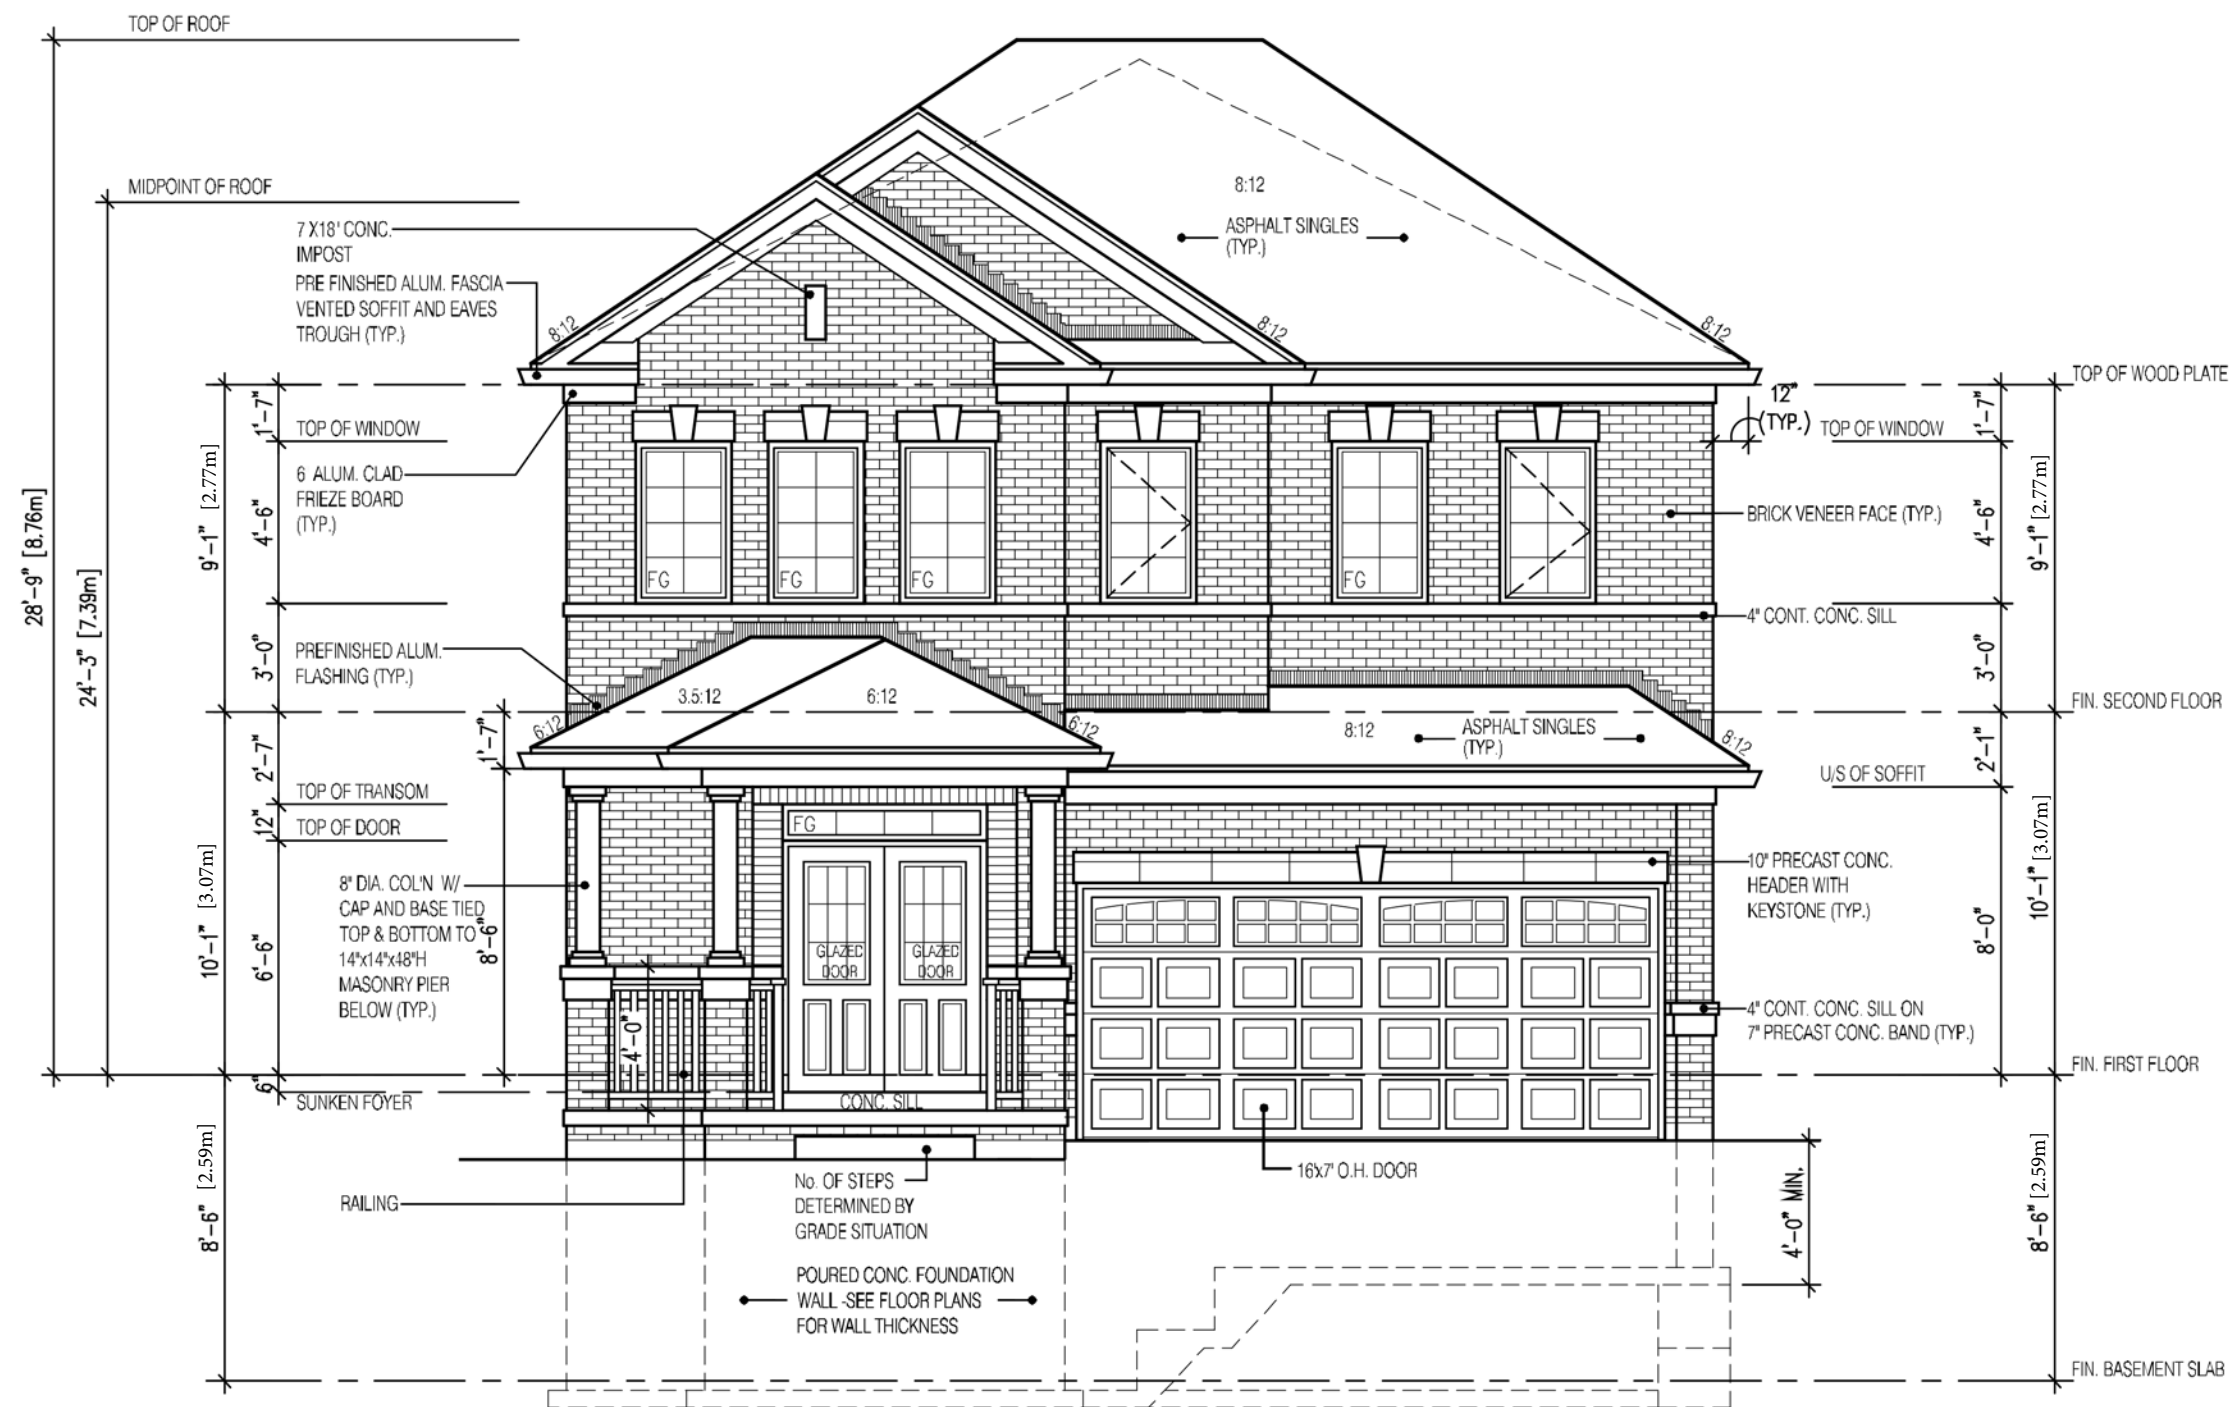 TOP OF ROOF
MIDPOINT OF ROOF
7 X18' CONC.
IMPOST
PRE FINISHED ALUM. FASCIA
VENTED SOFFIT AND EAVES
TROUGH (TYP.)
8:12
ASPHALT SINGLES
(TYP.)
8:12
8:12
8:12
TOP OF WOOD PLATE
12"
(TYP.)
1'-7"
TOP OF WINDOW
TOP OF WINDOW
1'-7"
6 ALUM. CLAD
FRIEZE BOARD
(TYP.)
28'-9" [8.76m]
24'-3" [7.39m]
9'-1" [2.77m]
4'-6"
BRICK VENEER FACE (TYP.)
4'-6"
9'-1" [2.77m]
FG
FG
FG
FG
4" CONT. CONC. SILL
3'-0"
PREFINISHED ALUM.
FLASHING (TYP.)
3'-0"
3.5:12
6:12
FIN. SECOND FLOOR
6:12
6:12
8:12
ASPHALT SINGLES
(TYP.)
8:12
1'-7"
2'-7"
2'-1"
U/S OF SOFFIT
TOP OF TRANSOM
12"
TOP OF DOOR
FG
10'-1" [3.07m]
6'-6"
8" DIA. COL'N W/
CAP AND BASE TIED
TOP & BOTTOM TO
14"x14"x48"H
MASONRY PIER
BELOW (TYP.)
8'-6"
GLAZED
DOOR
GLAZED
DOOR
10" PRECAST CONC.
HEADER WITH
KEYSTONE (TYP.)
8'-0"
10'-1" [3.07m]
4" CONT. CONC. SILL ON
7" PRECAST CONC. BAND (TYP.)
4'-0"
FIN. FIRST FLOOR
6"
SUNKEN FOYER
CONC. SILL
16'x7' O.H. DOOR
RAILING
No. OF STEPS
DETERMINED BY
GRADE SITUATION
8'-6" [2.59m]
4'-0" MIN.
8'-6" [2.59m]
POURED CONC. FOUNDATION
WALL -SEE FLOOR PLANS
FOR WALL THICKNESS
FIN. BASEMENT SLAB